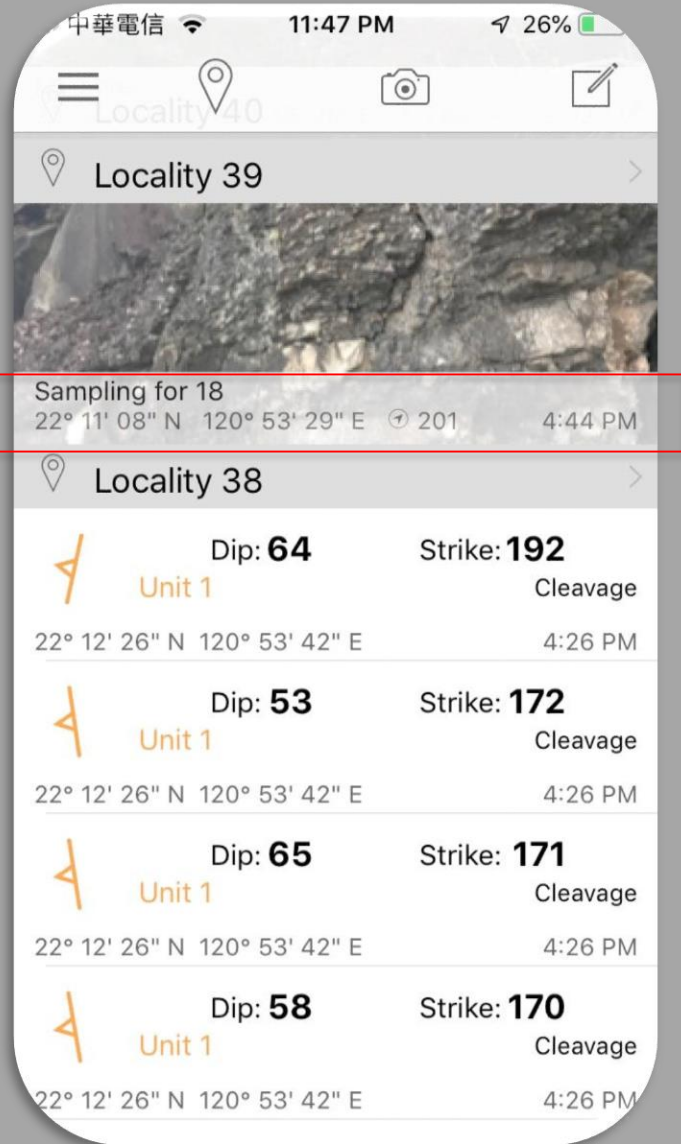 中華電信 11:47 PM 26%
Locality 40
Locality 39
Sampling for 18
22° 11' 08" N 120° 53' 29" E 201 4:44 PM
Locality 38
Dip: 64 Strike: 192
Unit 1 Cleavage
22° 12' 26" N 120° 53' 42" E 4:26 PM
Dip: 53 Strike: 172
Unit 1 Cleavage
22° 12' 26" N 120° 53' 42" E 4:26 PM
Dip: 65 Strike: 171
Unit 1 Cleavage
22° 12' 26" N 120° 53' 42" E 4:26 PM
Dip: 58 Strike: 170
Unit 1 Cleavage
22° 12' 26" N 120° 53' 42" E 4:26 PM